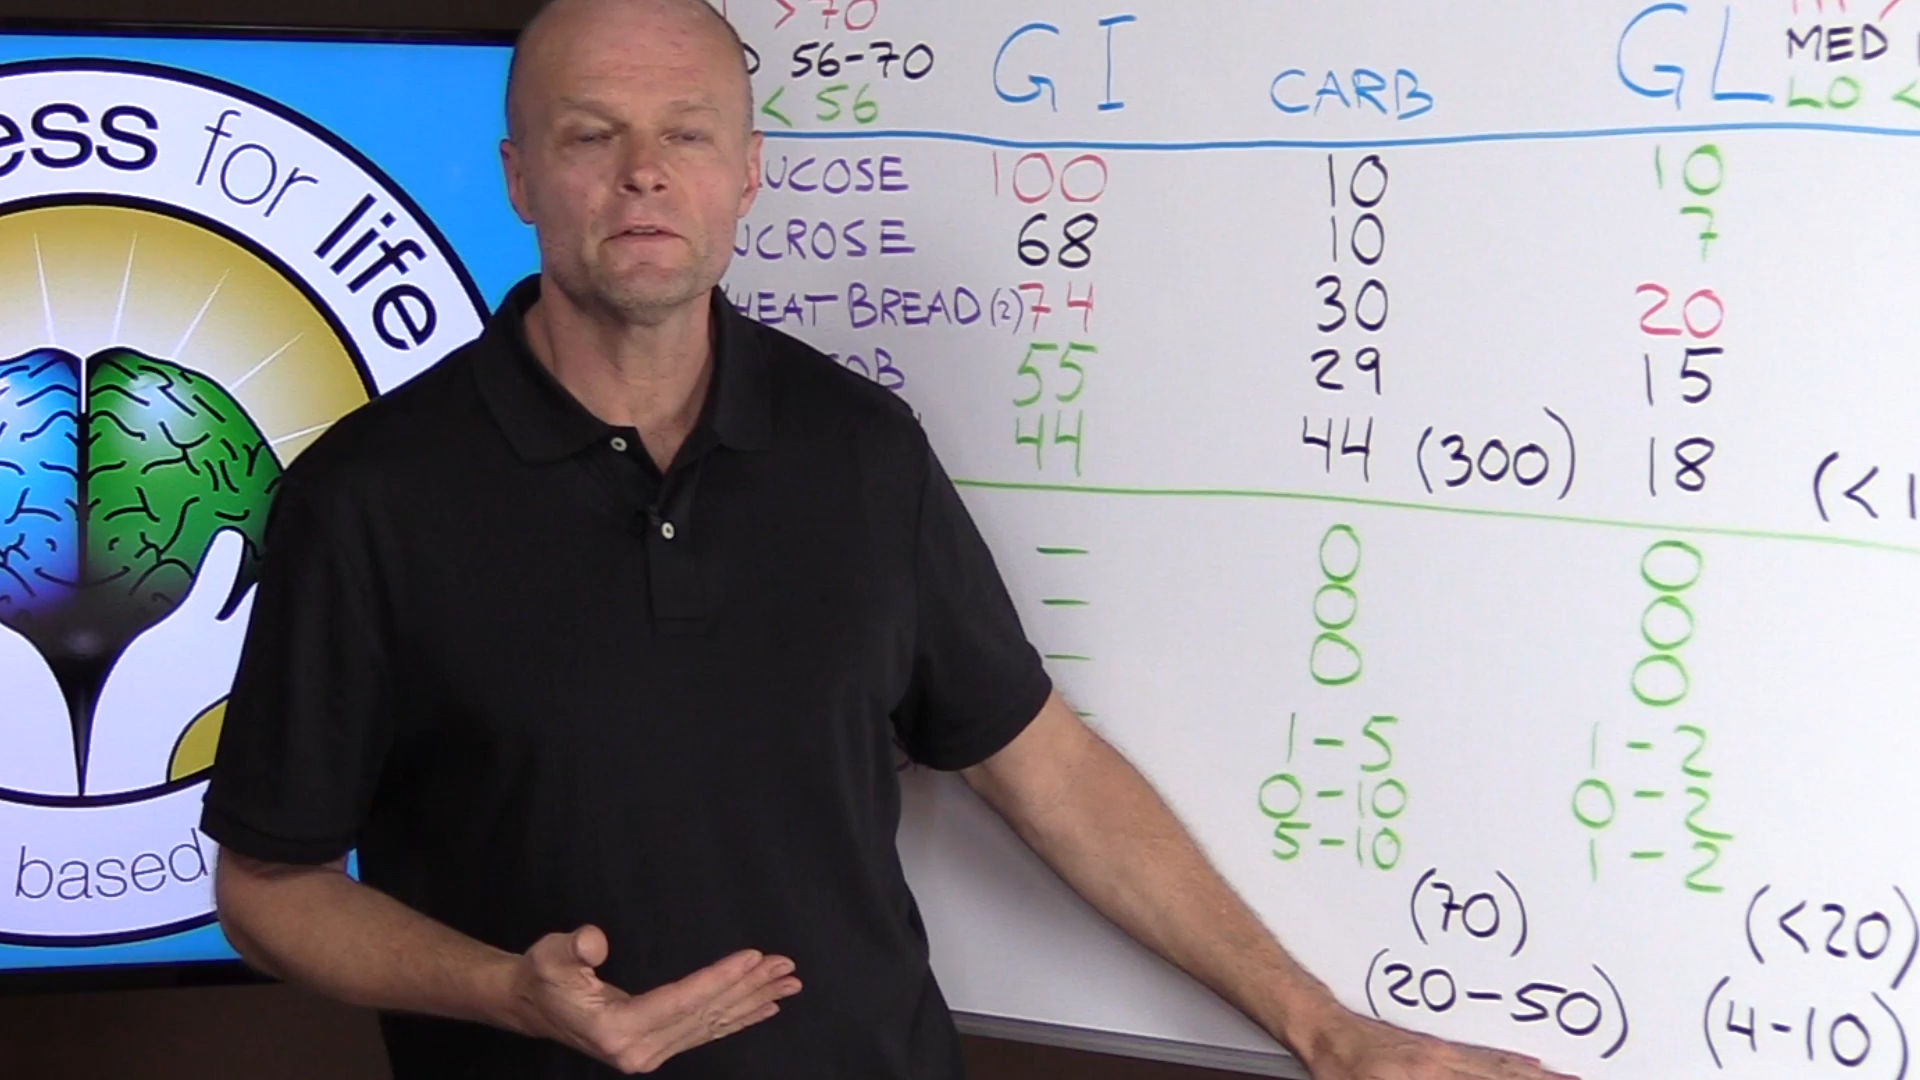 ess for life
based
> 70
56-70
< 56
GI
CARB
GL
MED
LO <
UCOSE 100 10 10
UCROSE 68 10 7
HEAT BREAD (2) 74 30 20
OB 55 29 15
44 44 (300) 18 (< 1
- 0 0
- 0 0
- 0 0
- 1-5 1-2
0-10 0-2
5-10 1-2
(70) (<20)
(20-50) (4-10)